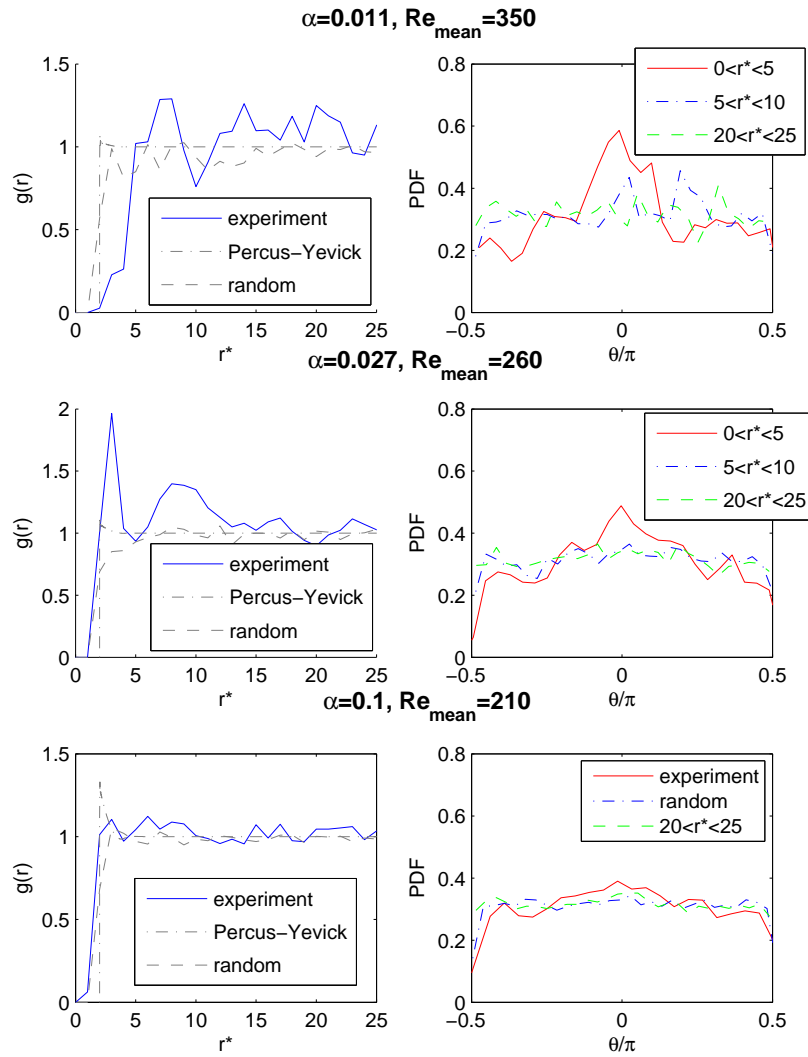 α=0.011, Re_mean=350
1.5
1
0.5
0
g(r)
experiment
Percus−Yevick
random
0 5 10 15 20 25
r*
0.8
0.6
0.4
0.2
0
PDF
0<r*<5
5<r*<10
20<r*<25
−0.5 0 0.5
θ/π
α=0.027, Re_mean=260
2
1.5
1
0.5
0
g(r)
experiment
Percus−Yevick
random
0 5 10 15 20 25
r*
0.8
0.6
0.4
0.2
0
PDF
0<r*<5
5<r*<10
20<r*<25
−0.5 0 0.5
θ/π
α=0.1, Re_mean=210
1.5
1
0.5
0
g(r)
experiment
Percus−Yevick
random
0 5 10 15 20 25
r*
0.8
0.6
0.4
0.2
0
PDF
experiment
random
20<r*<25
−0.5 0 0.5
θ/π